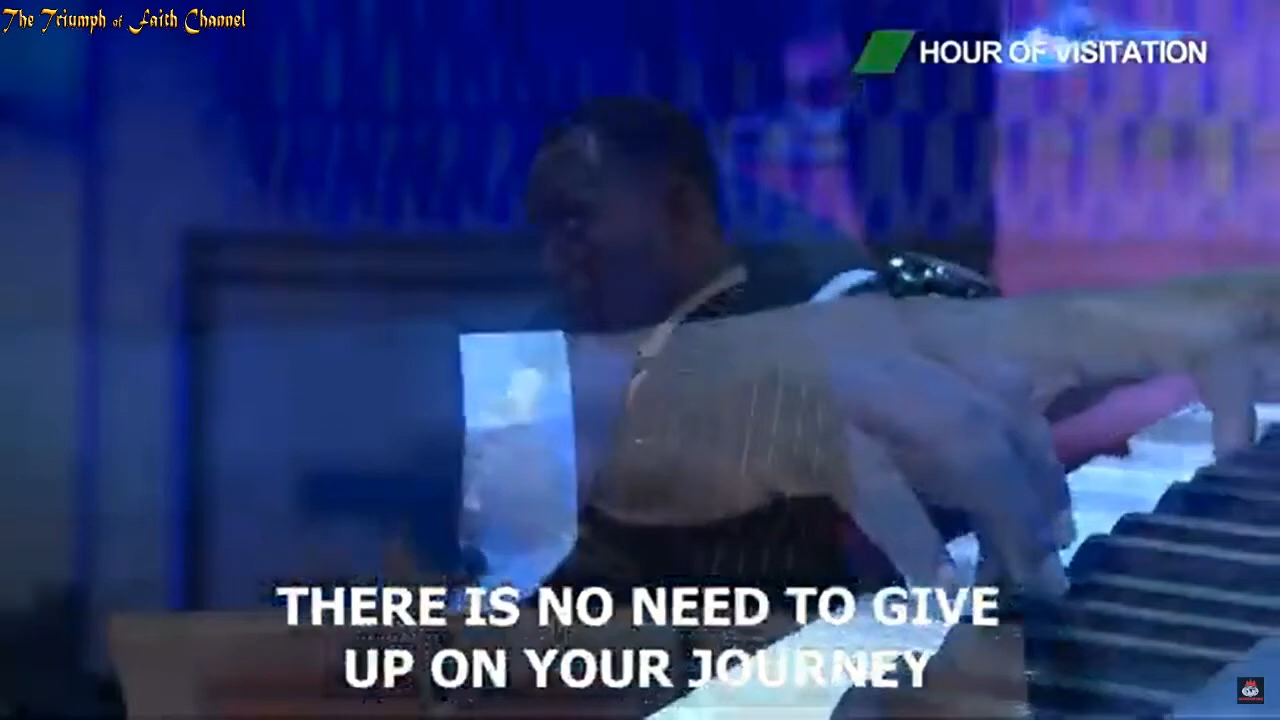 The Triumph of Faith Channel
HOUR OF VISITATION
THERE IS NO NEED TO GIVE
UP ON YOUR JOURNEY